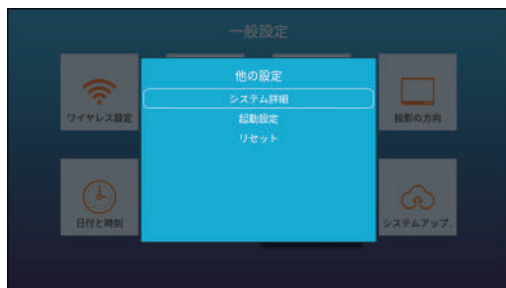 一般設定
他の設定
システム詳細
起動設定
リセット
ワイヤレス設定
投影の方向
日付と時刻
システムアップ..